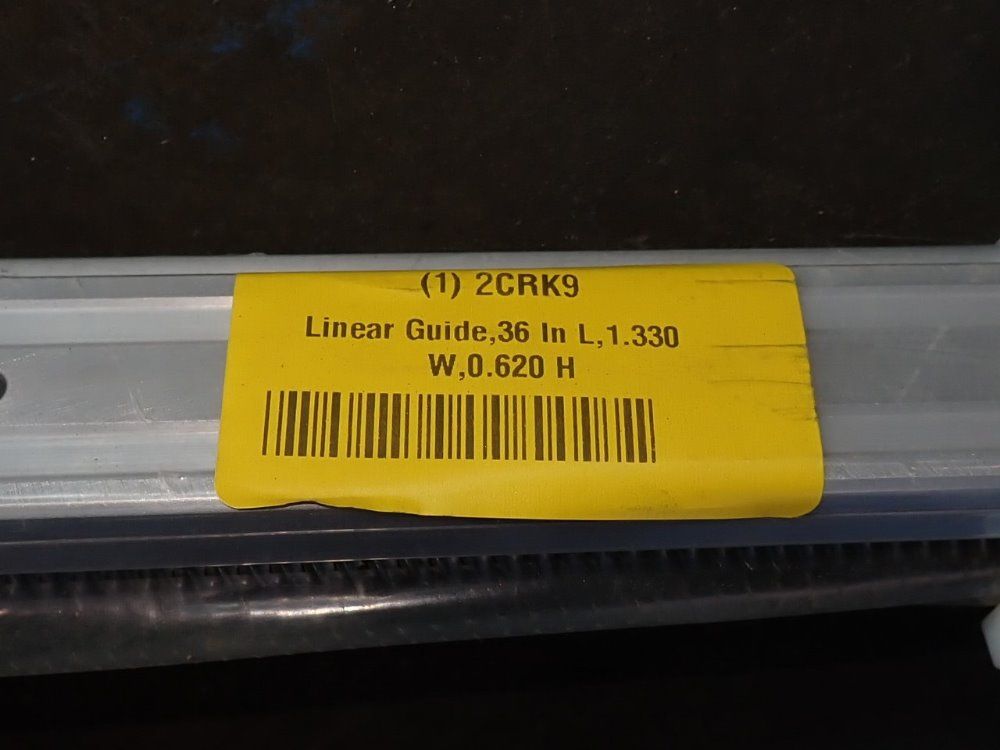 (1) 2CRK9
Linear Guide,36 In L,1.330
W,0.620 H